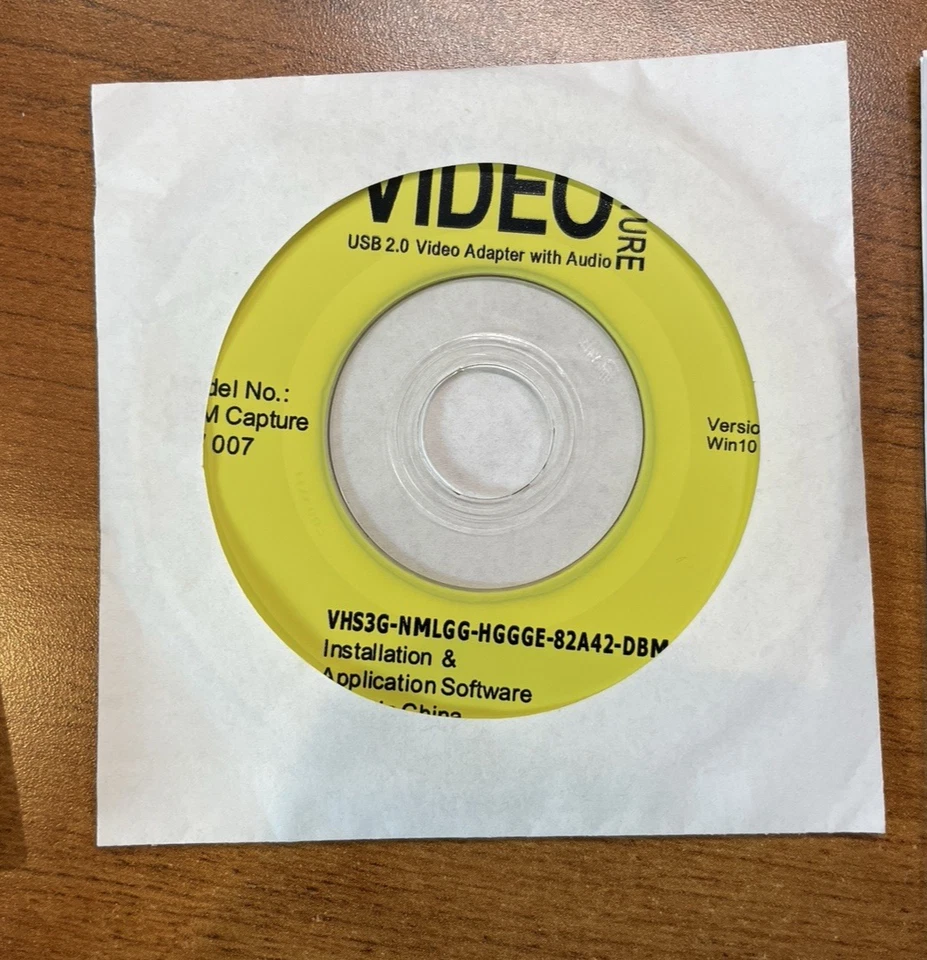 VIDEO
URE
USB 2.0 Video Adapter with Audio
del No.:
M Capture
007
Versio
Win10
VHS3G-NMLGG-HGGGE-82A42-DBM
Installation &
Application Software
China